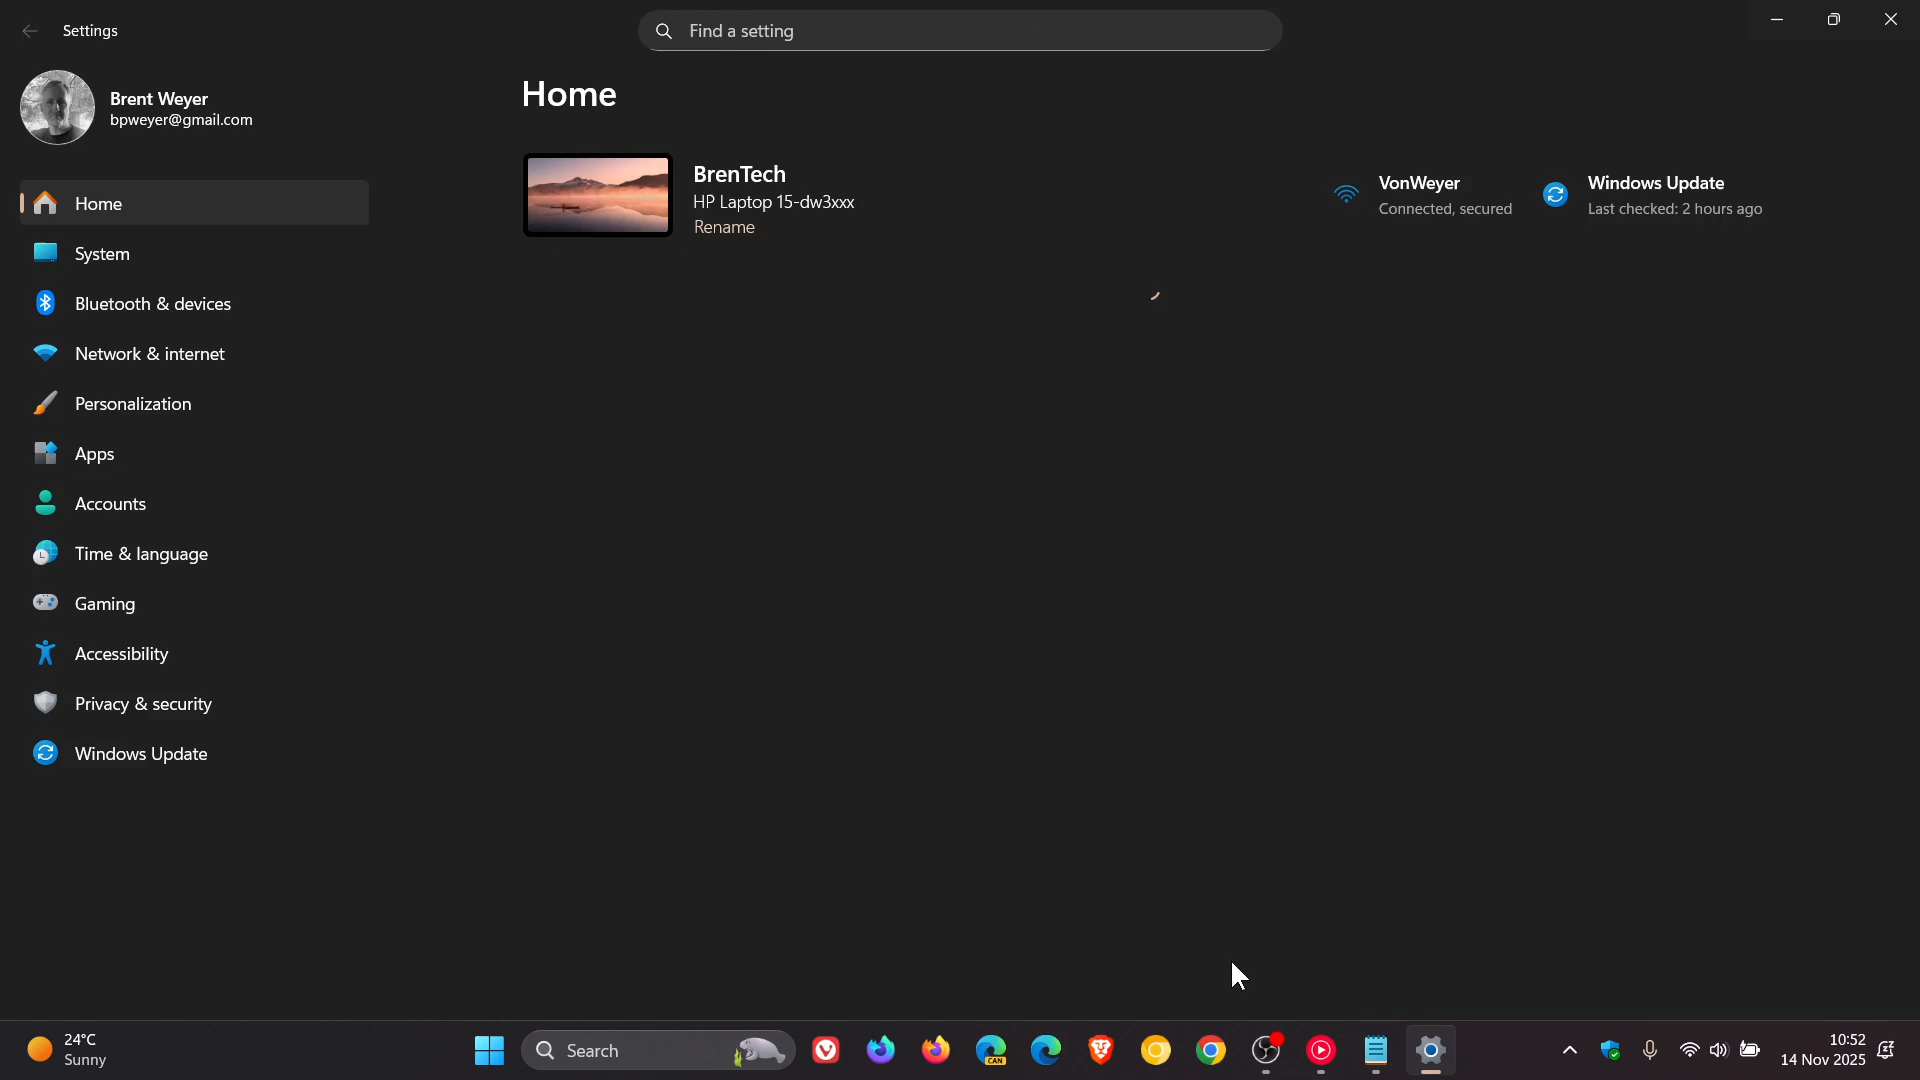 Settings
Find a setting
Brent Weyer
bpweyer@gmail.com
Home
System
Bluetooth & devices
Network & internet
Personalization
Apps
Accounts
Time & language
Gaming
Accessibility
Privacy & security
Windows Update
Home
BrenTech
HP Laptop 15-dw3xxx
Rename
VonWeyer
Connected, secured
Windows Update
Last checked: 2 hours ago
24°C
Sunny
Search
CAN
10:52
14 Nov 2025